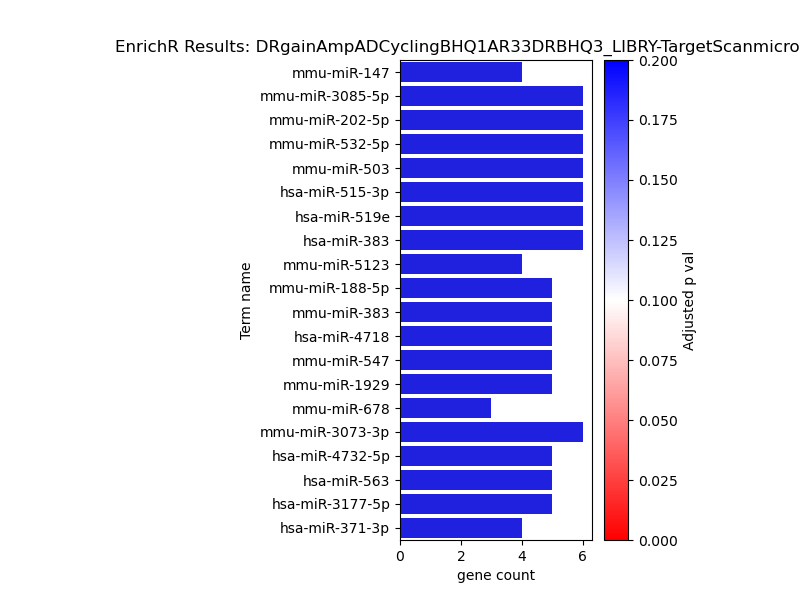 EnrichR Results: DRgainAmpADCyclingBHQ1AR33DRBHQ3_LIBRY-TargetScanmicro
mmu-miR-147
mmu-miR-3085-5p
mmu-miR-202-5p
mmu-miR-532-5p
mmu-miR-503
hsa-miR-515-3p
hsa-miR-519e
hsa-miR-383
mmu-miR-5123
mmu-miR-188-5p
mmu-miR-383
hsa-miR-4718
mmu-miR-547
mmu-miR-1929
mmu-miR-678
mmu-miR-3073-3p
hsa-miR-4732-5p
hsa-miR-563
hsa-miR-3177-5p
hsa-miR-371-3p
Term name
0 2 4 6
gene count
0.200
0.175
0.150
0.125
0.100
0.075
0.050
0.025
0.000
Adjusted p val